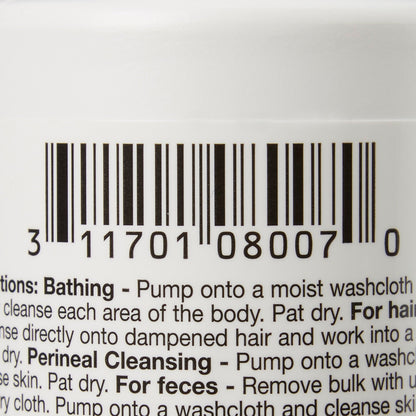 3 11701 08007 0
tions: Bathing - Pump onto a moist washcloth
cleanse each area of the body. Pat dry. For hair
nse directly onto dampened hair and work into a
dry. Perineal Cleansing - Pump onto a washc
se skin. Pat dry. For feces - Remove bulk with
ry cloth. Pump onto a washcloth and cleanse sk